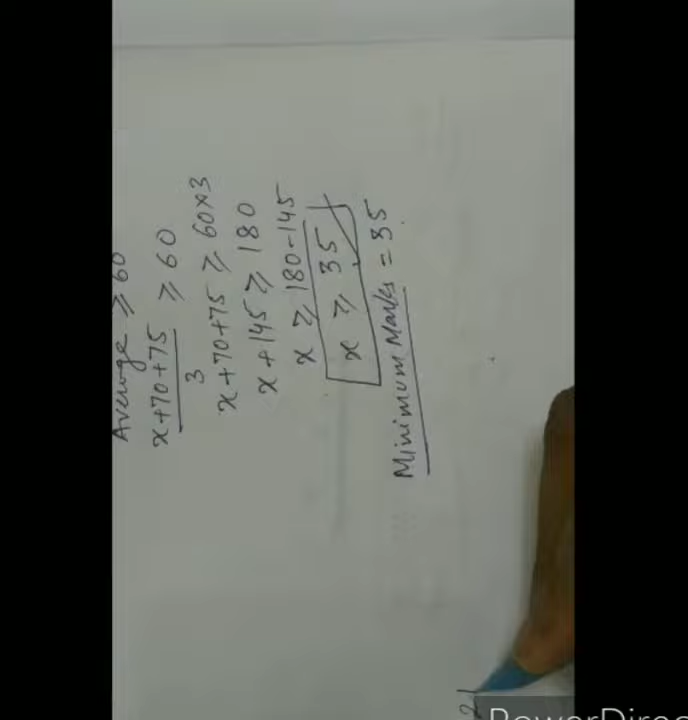 Average ⩾ 60
x+70+75 ⩾ 60
3
x+70+75 ⩾ 60×3
x+145 ⩾ 180
x ⩾ 180-145
x ⩾ 35
Minimum Marks = 35